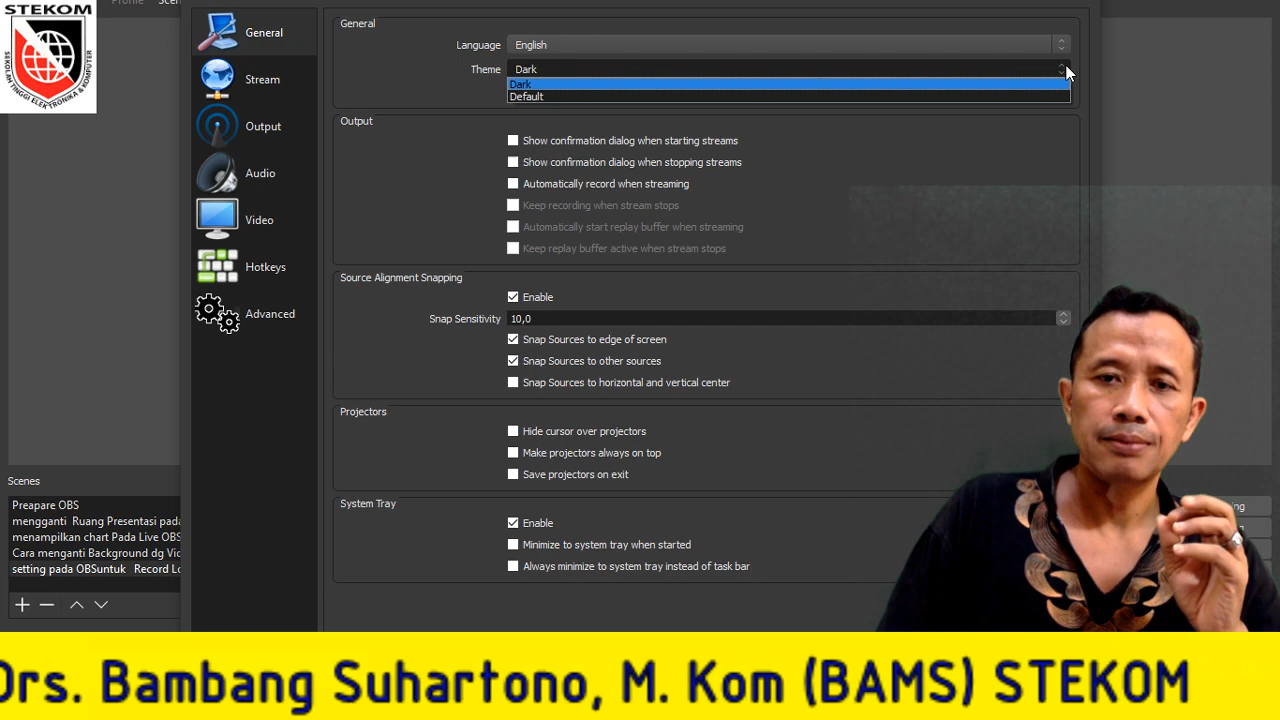 STEKOM
SEKOLAH TINGGI ELEKTRONIKA & KOMPUTER
Profile
General
Stream
Output
Audio
Video
Hotkeys
Advanced
General
Language English
Theme Dark
Dark
Default
Output
Show confirmation dialog when starting streams
Show confirmation dialog when stopping streams
Automatically record when streaming
Keep recording when stream stops
Automatically start replay buffer when streaming
Keep replay buffer active when stream stops
Source Alignment Snapping
Enable
Snap Sensitivity 10,0
Snap Sources to edge of screen
Snap Sources to other sources
Snap Sources to horizontal and vertical center
Projectors
Hide cursor over projectors
Make projectors always on top
Save projectors on exit
System Tray
Enable
Minimize to system tray when started
Always minimize to system tray instead of task bar
Scenes
Preapare OBS
mengganti Ruang Presentasi pada
menampilkan chart Pada Live OBS
Cara menganti Background dg Vid
setting pada OBSuntuk Record Lo
Drs. Bambang Suhartono, M. Kom (BAMS) STEKOM